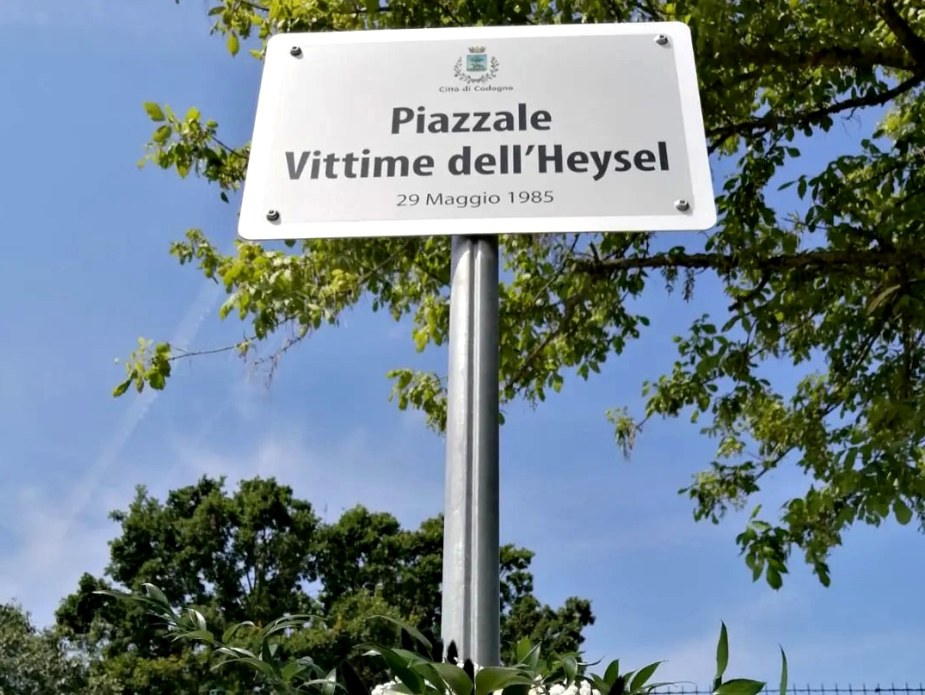 Città di Codogno
Piazzale
Vittime dell'Heysel
29 Maggio 1985